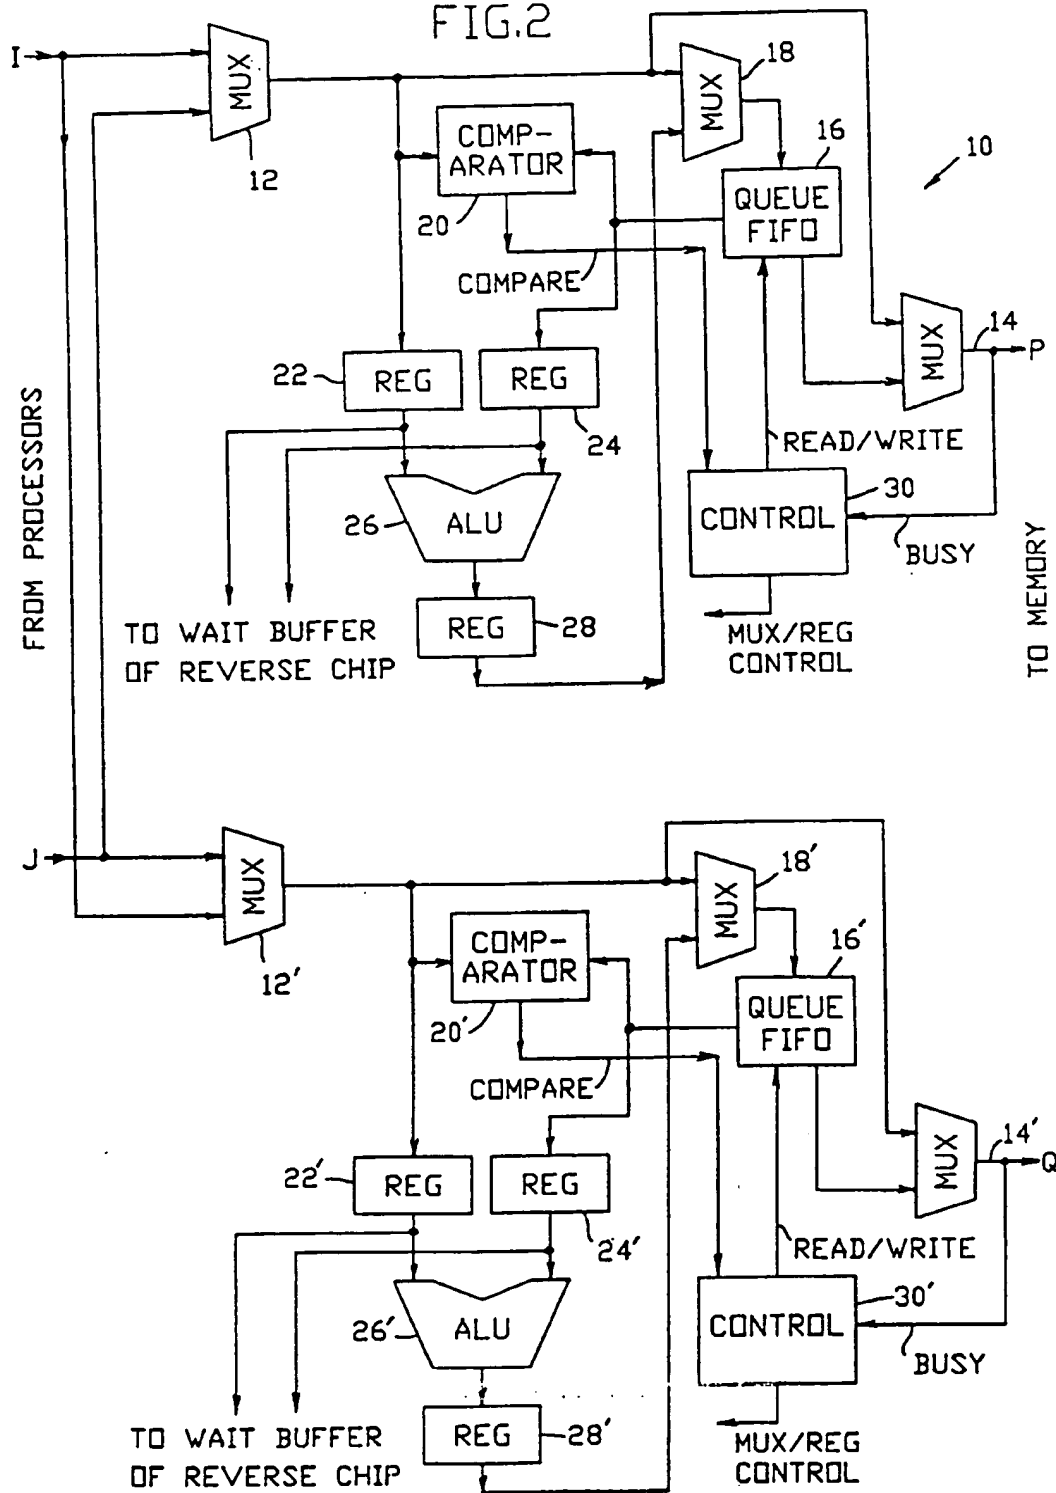 FIG.2
I
MUX
12
MUX
18
COMP-
ARATOR
20
16
QUEUE
FIFO
10
COMPARE
MUX
14
P
22
REG
REG
24
READ/WRITE
26
ALU
CONTROL
30
BUSY
FROM PROCESSORS
TO MEMORY
TO WAIT BUFFER
OF REVERSE CHIP
REG
28
MUX/REG
CONTROL
J
MUX
12'
MUX
18'
COMP-
ARATOR
20'
16'
QUEUE
FIFO
COMPARE
MUX
14'
Q
22'
REG
REG
24'
READ/WRITE
26'
ALU
CONTROL
30'
BUSY
TO WAIT BUFFER
OF REVERSE CHIP
REG
28'
MUX/REG
CONTROL